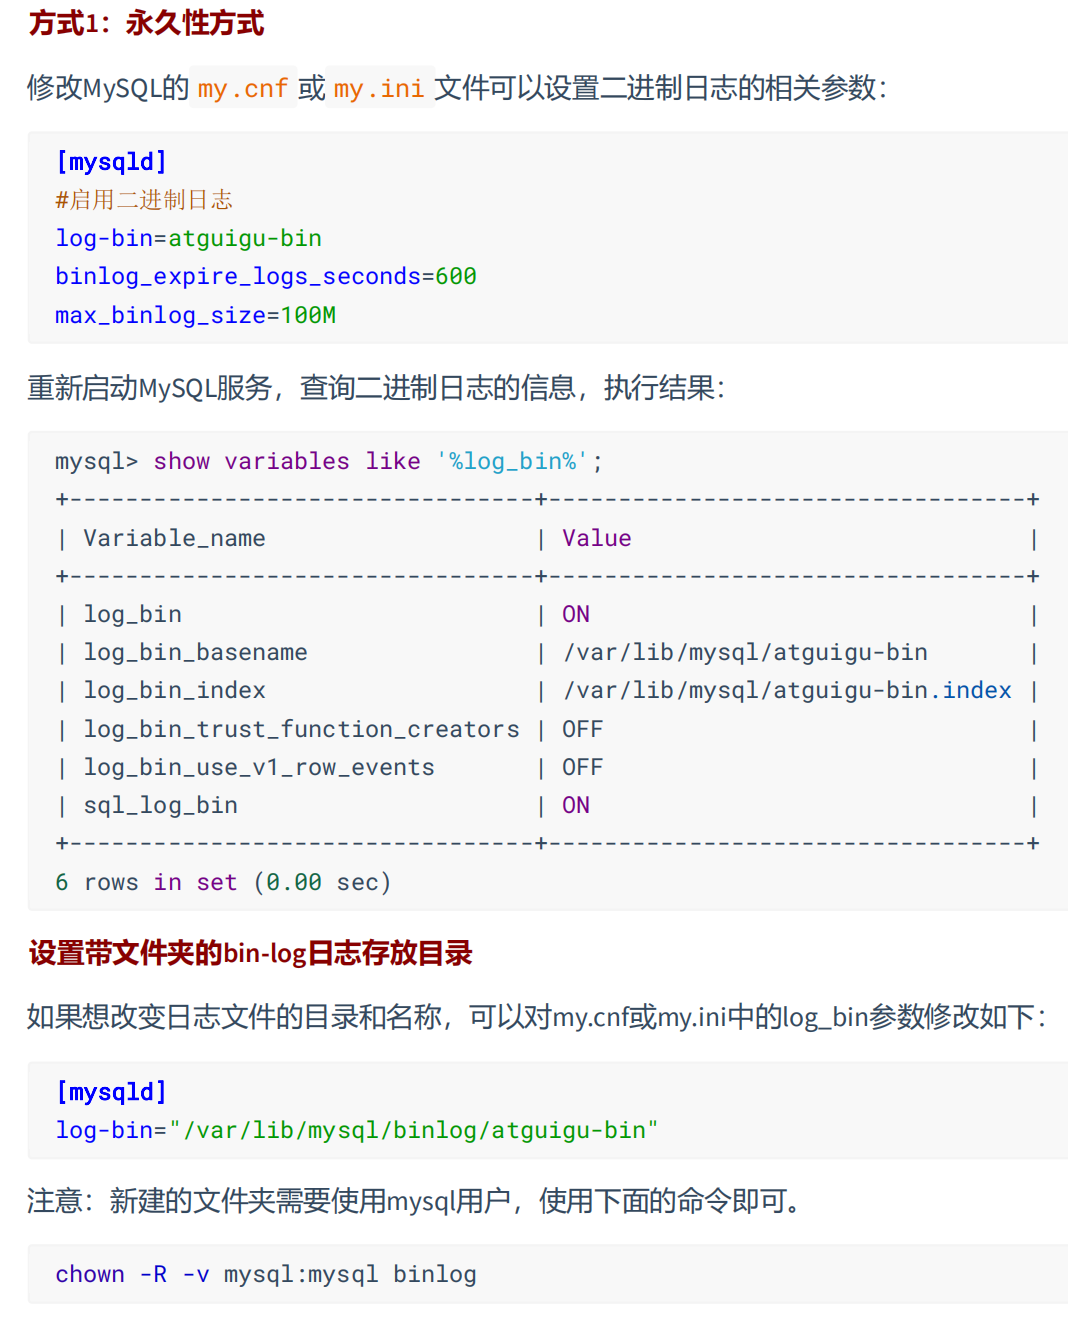 方式1：永久性方式
修改MySQL的 my.cnf 或 my.ini 文件可以设置二进制日志的相关参数：
[mysqld]
#启用二进制日志
log-bin=atguigu-bin
binlog_expire_logs_seconds=600
max_binlog_size=100M
重新启动MySQL服务，查询二进制日志的信息，执行结果：
mysql> show variables like '%log_bin%';
+---------------------------------+----------------------------------+
| Variable_name                   | Value                            |
+---------------------------------+----------------------------------+
| log_bin                         | ON                               |
| log_bin_basename                | /var/lib/mysql/atguigu-bin       |
| log_bin_index                   | /var/lib/mysql/atguigu-bin.index |
| log_bin_trust_function_creators | OFF                              |
| log_bin_use_v1_row_events       | OFF                              |
| sql_log_bin                     | ON                               |
+---------------------------------+----------------------------------+
6 rows in set (0.00 sec)
设置带文件夹的bin-log日志存放目录
如果想改变日志文件的目录和名称，可以对my.cnf或my.ini中的log_bin参数修改如下：
[mysqld]
log-bin="/var/lib/mysql/binlog/atguigu-bin"
注意：新建的文件夹需要使用mysql用户，使用下面的命令即可。
chown -R -v mysql:mysql binlog